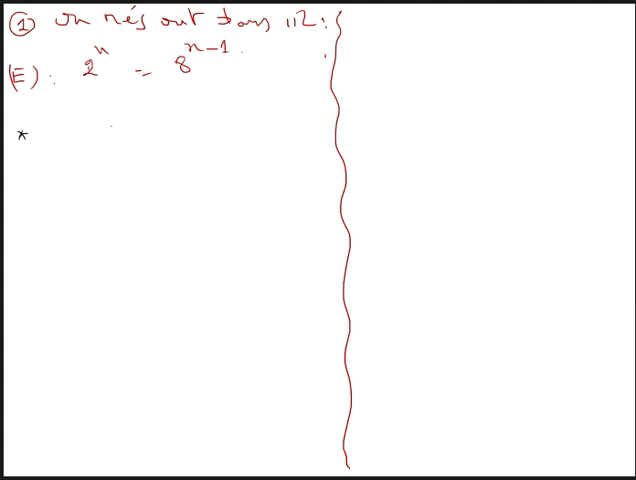 ① on résout dans ℝ :
(E) : 2^x = 8^{x-1}
*